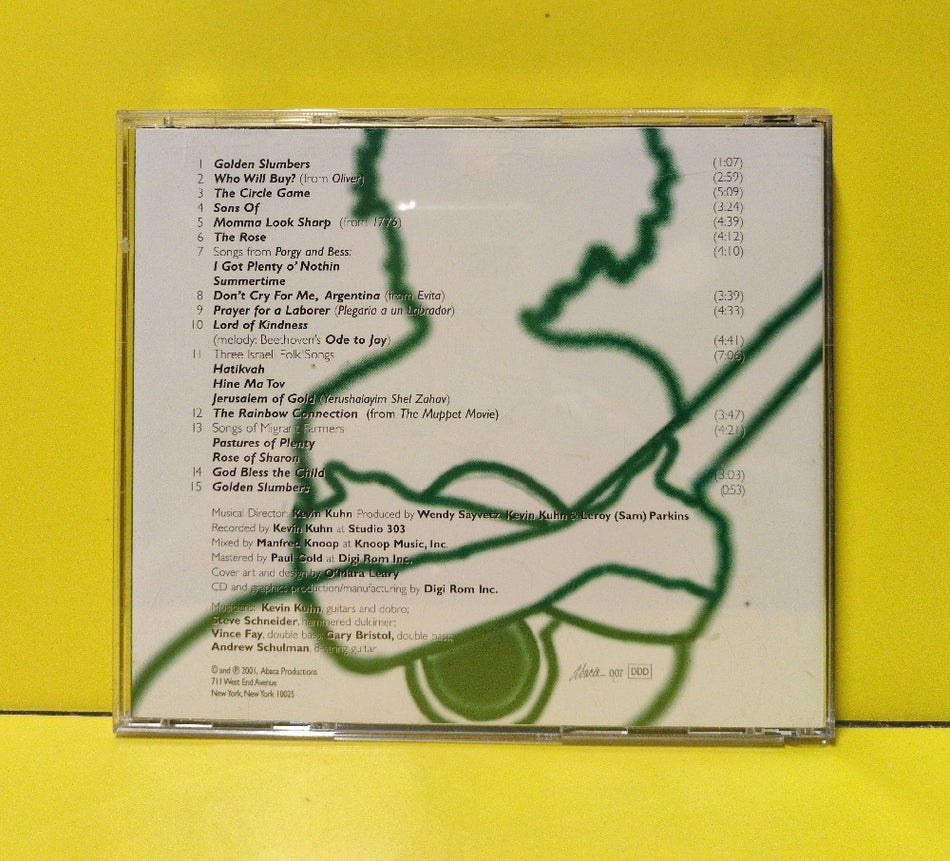 1 Golden Slumbers (1:07)
2 Who Will Buy? (from Oliver) (2:59)
3 The Circle Game (5:09)
4 Sons Of (3:24)
5 Momma Look Sharp (from 1776) (4:39)
6 The Rose (4:12)
7 Songs from Porgy and Bess: (4:10)
I Got Plenty o' Nothin
Summertime
8 Don't Cry For Me, Argentina (from Evita) (3:39)
9 Prayer for a Laborer (Plegaria a un Labrador) (4:33)
10 Lord of Kindness
(melody: Beethoven's Ode to Joy) (4:41)
11 Three Israeli Folk Songs (7:06)
Hatikvah
Hine Ma Tov
Jerusalem of Gold (Yerushalayim Shel Zahav)
12 The Rainbow Connection (from The Muppet Movie) (3:47)
13 Songs of Migrant Farmers (4:21)
Pastures of Plenty
Rose of Sharon
14 God Bless the Child (3:03)
15 Golden Slumbers (0:53)
Musical Director: Kevin Kuhn Produced by Wendy Sayvetz, Kevin Kuhn & Leroy (Sam) Parkins
Recorded by Kevin Kuhn at Studio 303
Mixed by Manfred Knoop at Knoop Music, Inc.
Mastered by Paul Gold at Digi Rom Inc.
Cover art and design by O'Mara Leary
CD and graphics production/manufacturing by Digi Rom Inc.
Musicians: Kevin Kuhn, guitars and dobro;
Steve Schneider, hammered dulcimer;
Vince Fay, double bass; Gary Bristol, double bass;
Andrew Schulman, 8-string guitar
© and ℗ 2001, Abaca Productions
711 West End Avenue
New York, New York 10025
Abaca 007 DDD